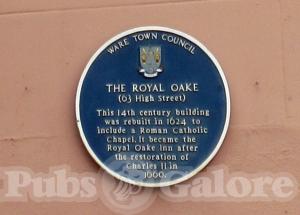 WARE TOWN COUNCIL
THE ROYAL OAKE
(63 High Street)
This 14th century building
was rebuilt in 1624 to
include a Roman Catholic
Chapel. It became the
Royal Oake Inn after
the restoration of
Charles II in
1660.
Pubs Galore